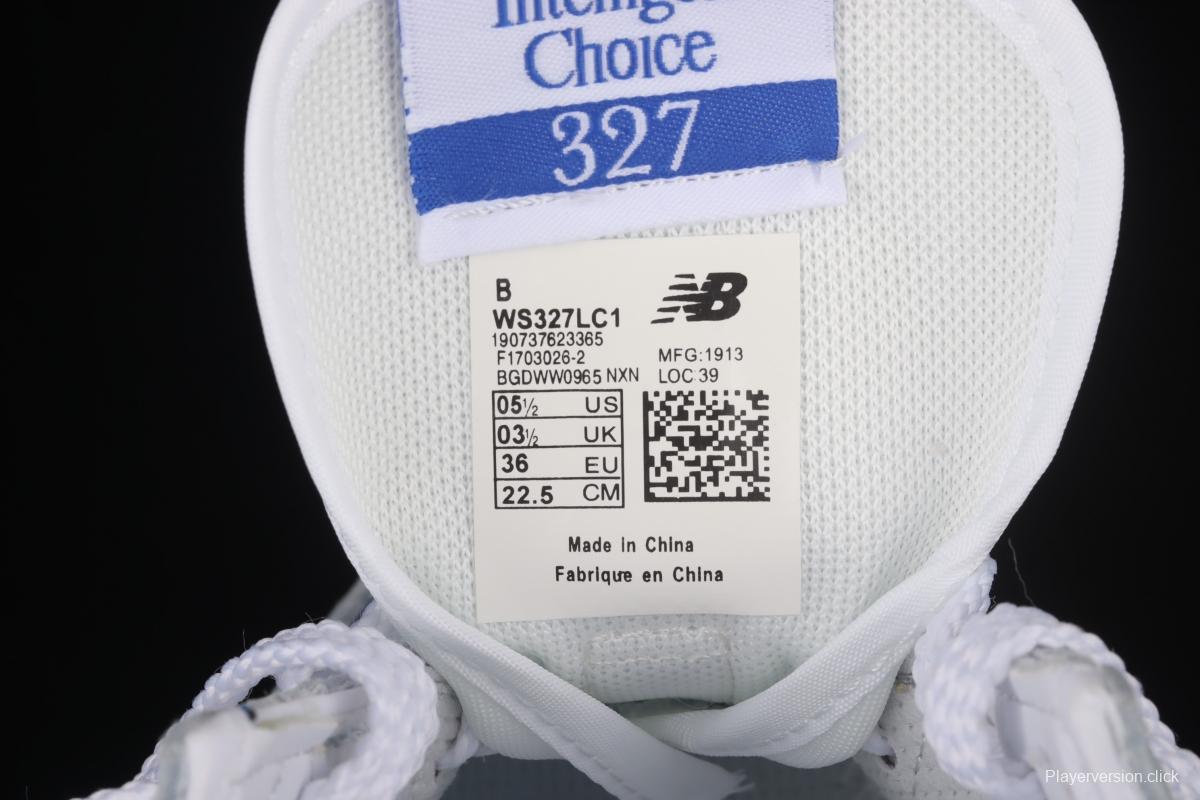 Choice
327
B
NB
WS327LC1
190737623365
F1703026-2
MFG:1913
BGDWW0965 NXN
LOC:39
05½ US
03½ UK
36 EU
22.5 CM
Made in China
Fabrique en China
Playerversion.click